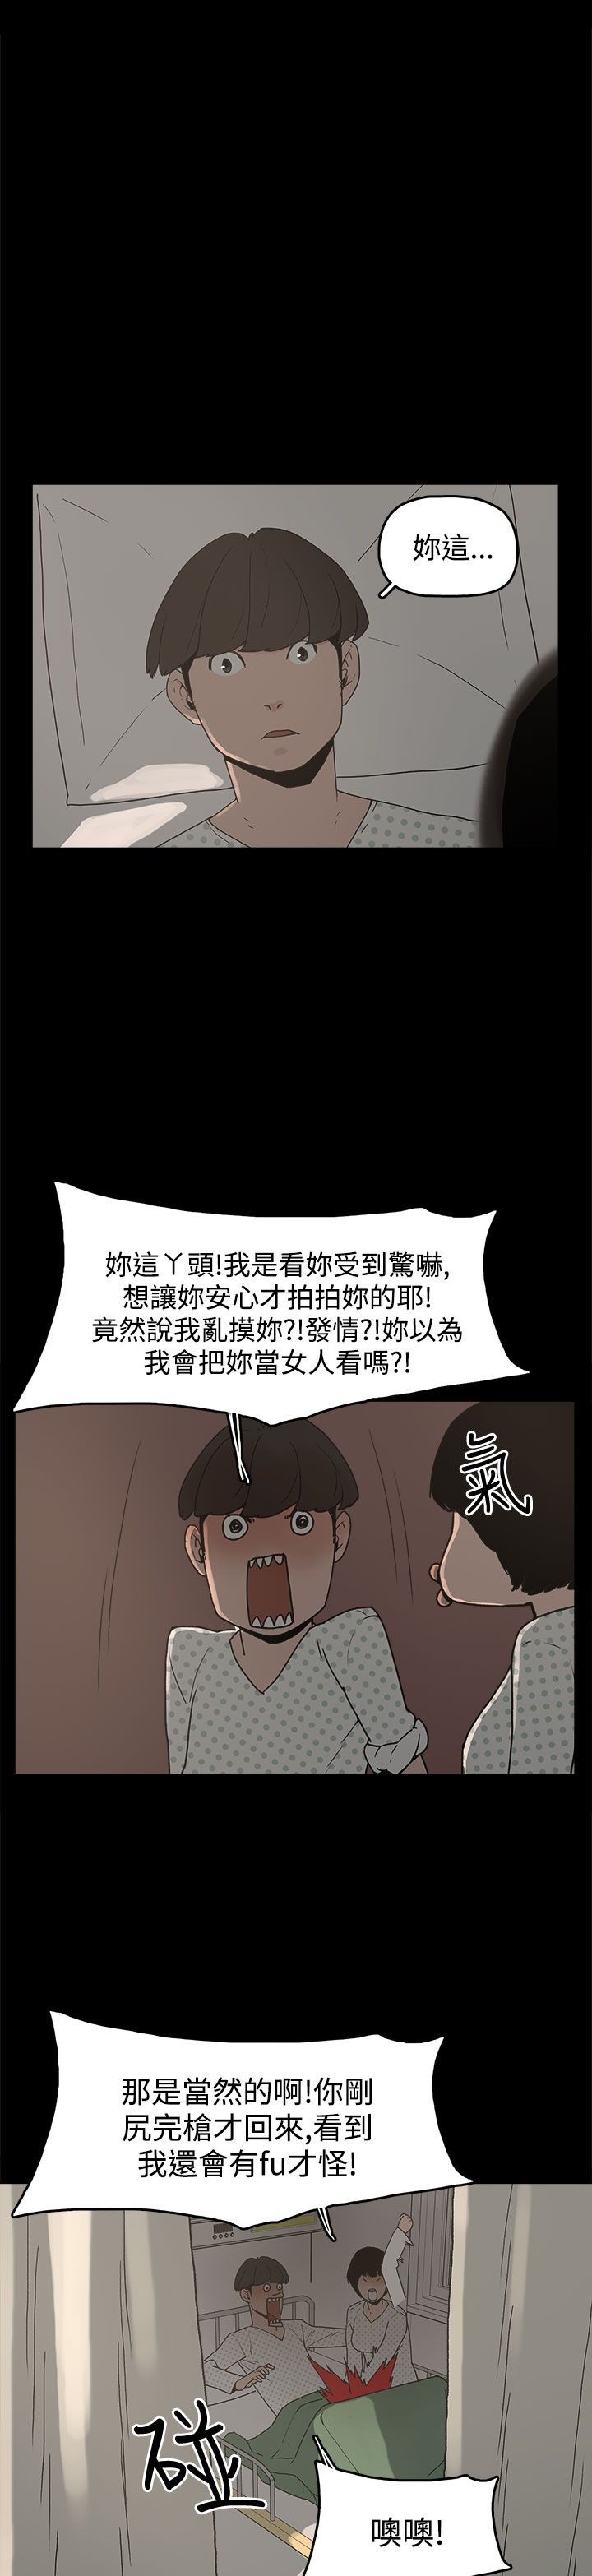 妳這...
妳這丫頭!我是看妳受到驚嚇,
想讓妳安心才拍拍妳的耶!
竟然說我亂摸妳?!發情?!妳以為
我會把妳當女人看嗎?!
氣
那是當然的啊!你剛
尻完槍才回來,看到
我還會有fu才怪!
碰
噢噢!